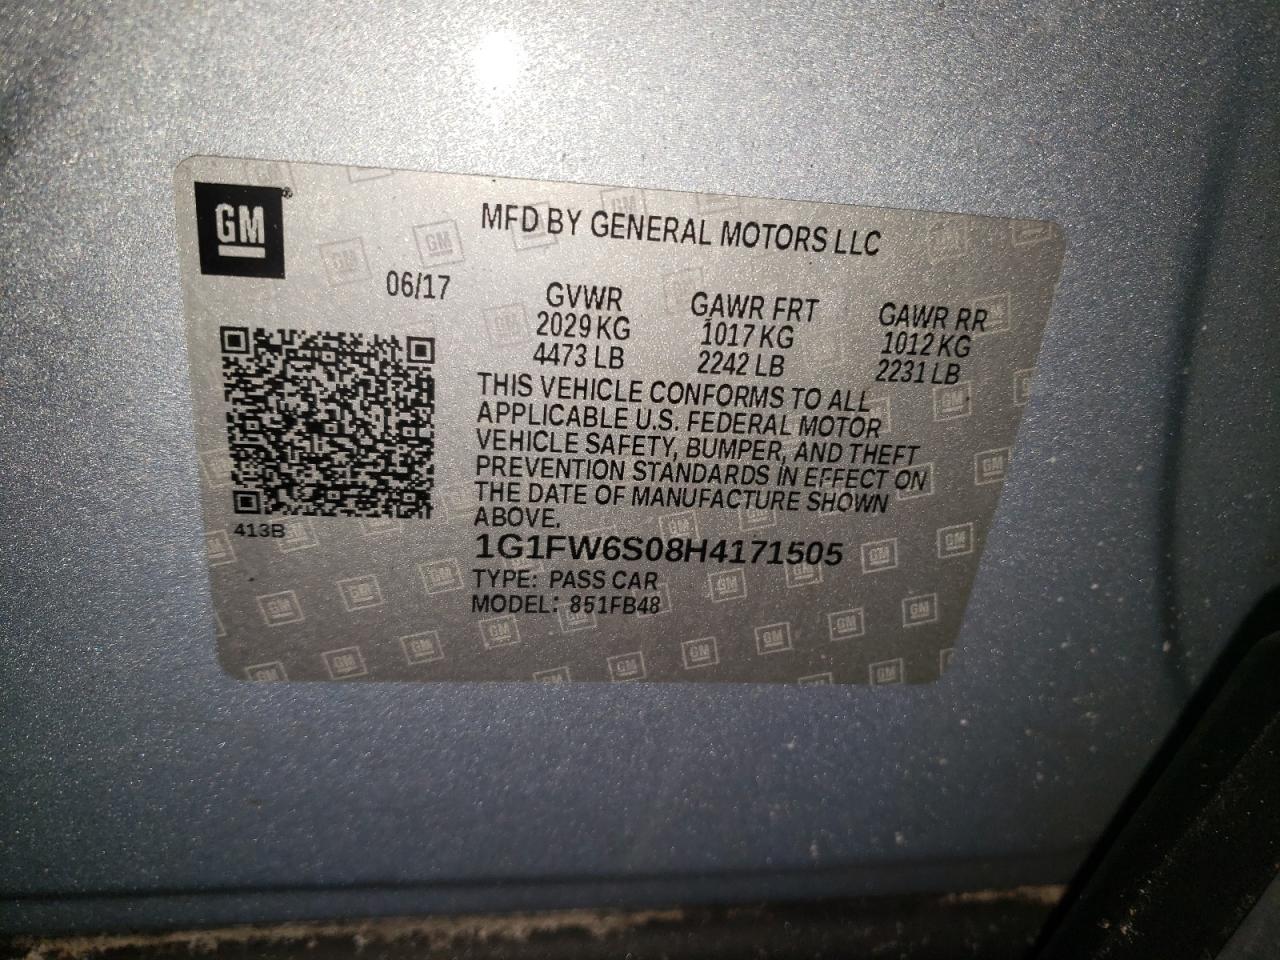 GM
MFD BY GENERAL MOTORS LLC
06/17
GVWR GAWR FRT GAWR RR
2029 KG 1017 KG 1012 KG
4473 LB 2242 LB 2231 LB
THIS VEHICLE CONFORMS TO ALL
APPLICABLE U.S. FEDERAL MOTOR
VEHICLE SAFETY, BUMPER, AND THEFT
PREVENTION STANDARDS IN EFFECT ON
THE DATE OF MANUFACTURE SHOWN
ABOVE.
413B
1G1FW6S08H4171505
TYPE: PASS CAR
MODEL: 851FB48